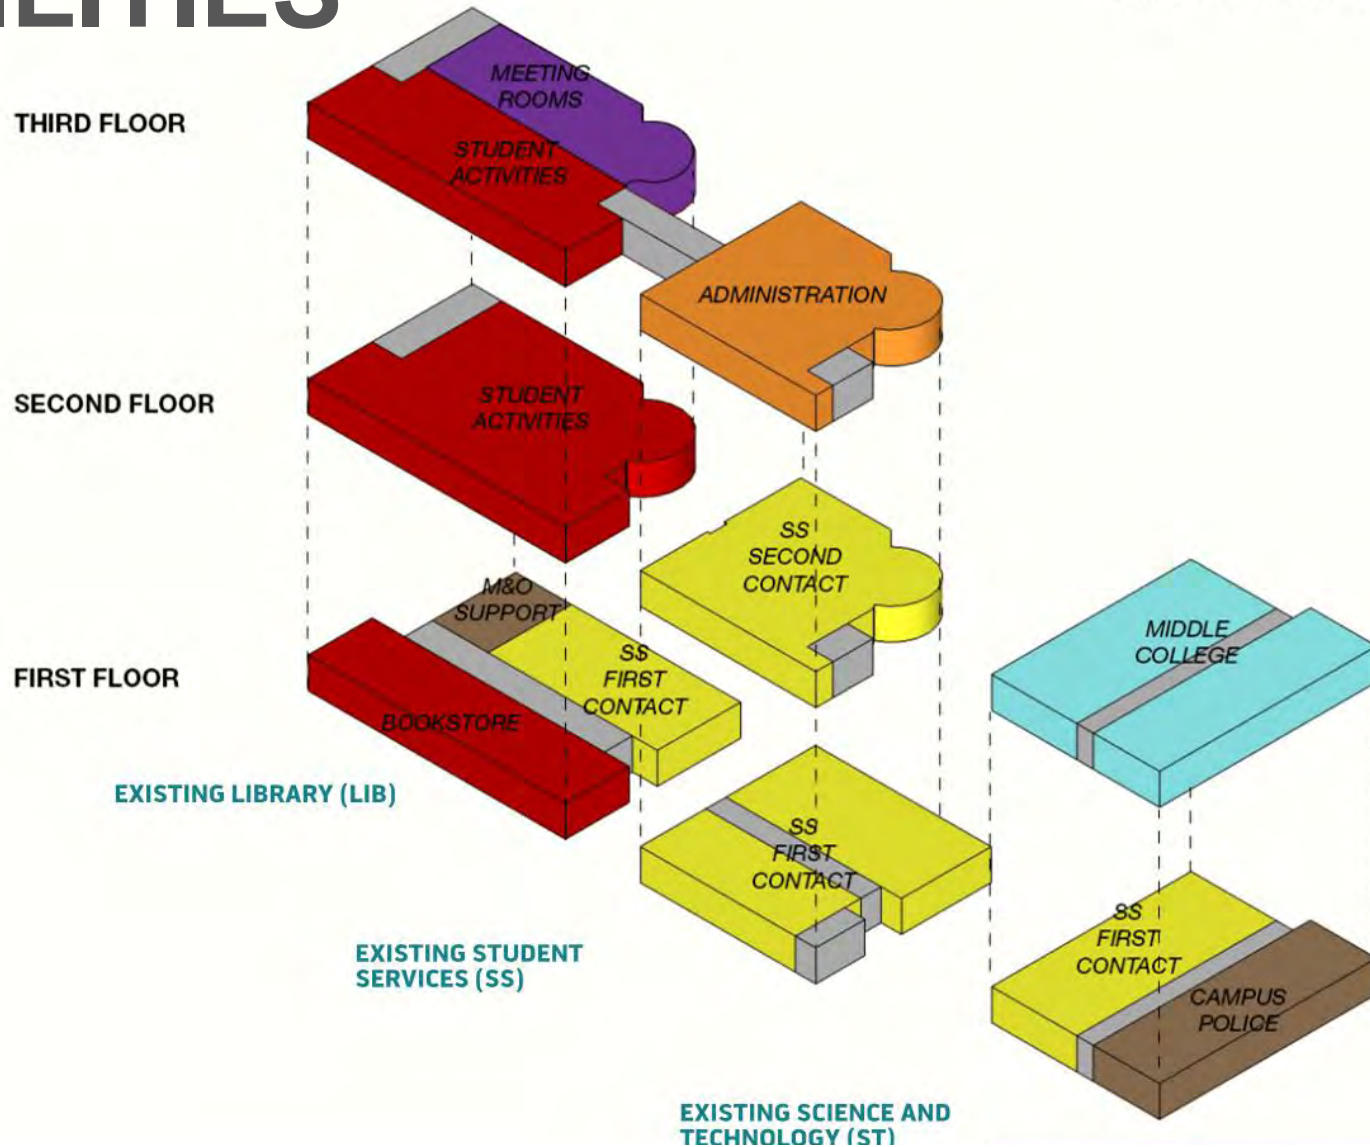 ILITIES
THIRD FLOOR
MEETING
ROOMS
STUDENT
ACTIVITIES
ADMINISTRATION
SECOND FLOOR
STUDENT
ACTIVITIES
SS
SECOND
CONTACT
FIRST FLOOR
M&O
SUPPORT
SS
FIRST
CONTACT
BOOKSTORE
MIDDLE
COLLEGE
EXISTING LIBRARY (LIB)
SS
FIRST
CONTACT
EXISTING STUDENT
SERVICES (SS)
SS
FIRST
CONTACT
CAMPUS
POLICE
EXISTING SCIENCE AND
TECHNOLOGY (ST)